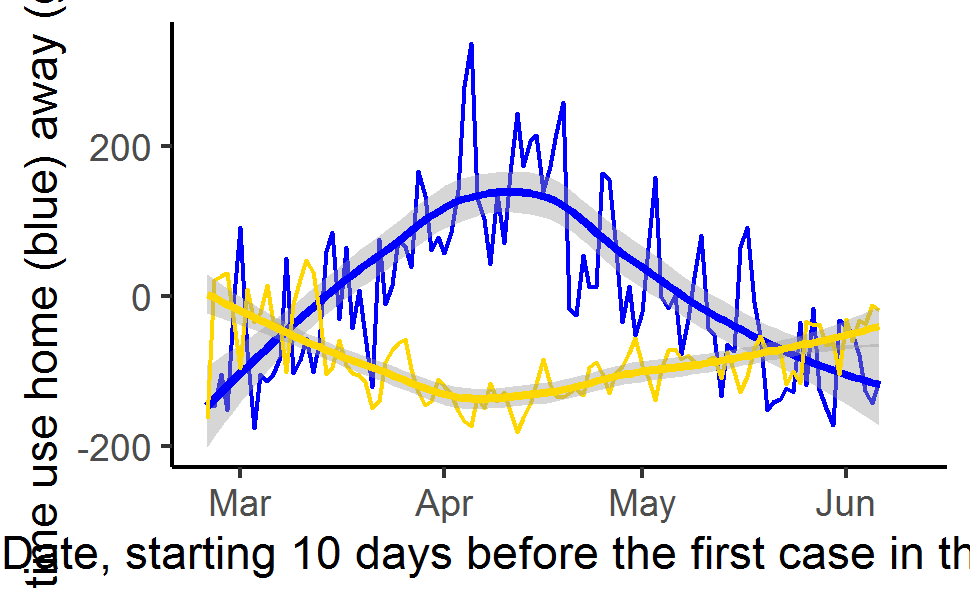 time use home (blue) away (
200
0
-200
Mar Apr May Jun
Date, starting 10 days before the first case in th